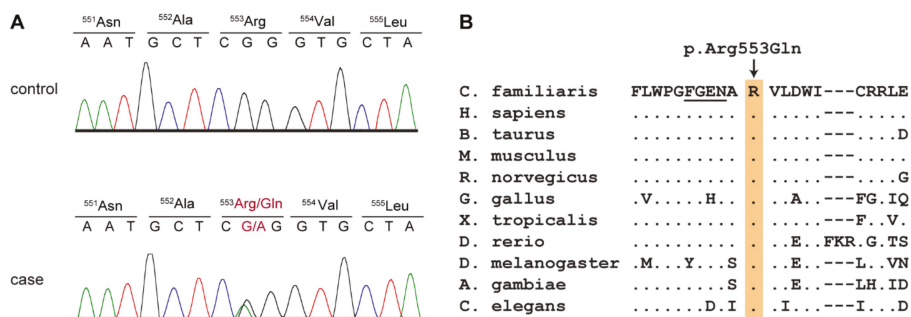 A
551Asn 552Ala 553Arg 554Val 555Leu
A A T G C T C G G G T G C T A
control
551Asn 552Ala 553Arg/Gln 554Val 555Leu
A A T G C T C G/A G G T G C T A
case
B
p.Arg553Gln
C. familiaris FLWPGFGENA R VLDWI---CRRLE
H. sapiens .......... . .....---.....
B. taurus .......... . .....---....D
M. musculus .......... . .....---.....
R. norvegicus .......... . .....---....G
G. gallus .V.....H.. . ..A..---FG.IQ
X. tropicalis .......... . .....---F..V.
D. rerio .......... . ..E..FKR.G.TS
D. melanogaster .M...Y...S . ..E..---L..VN
A. gambiae .........S . ..E..---LH.ID
C. elegans ........DI . .I...---I...D